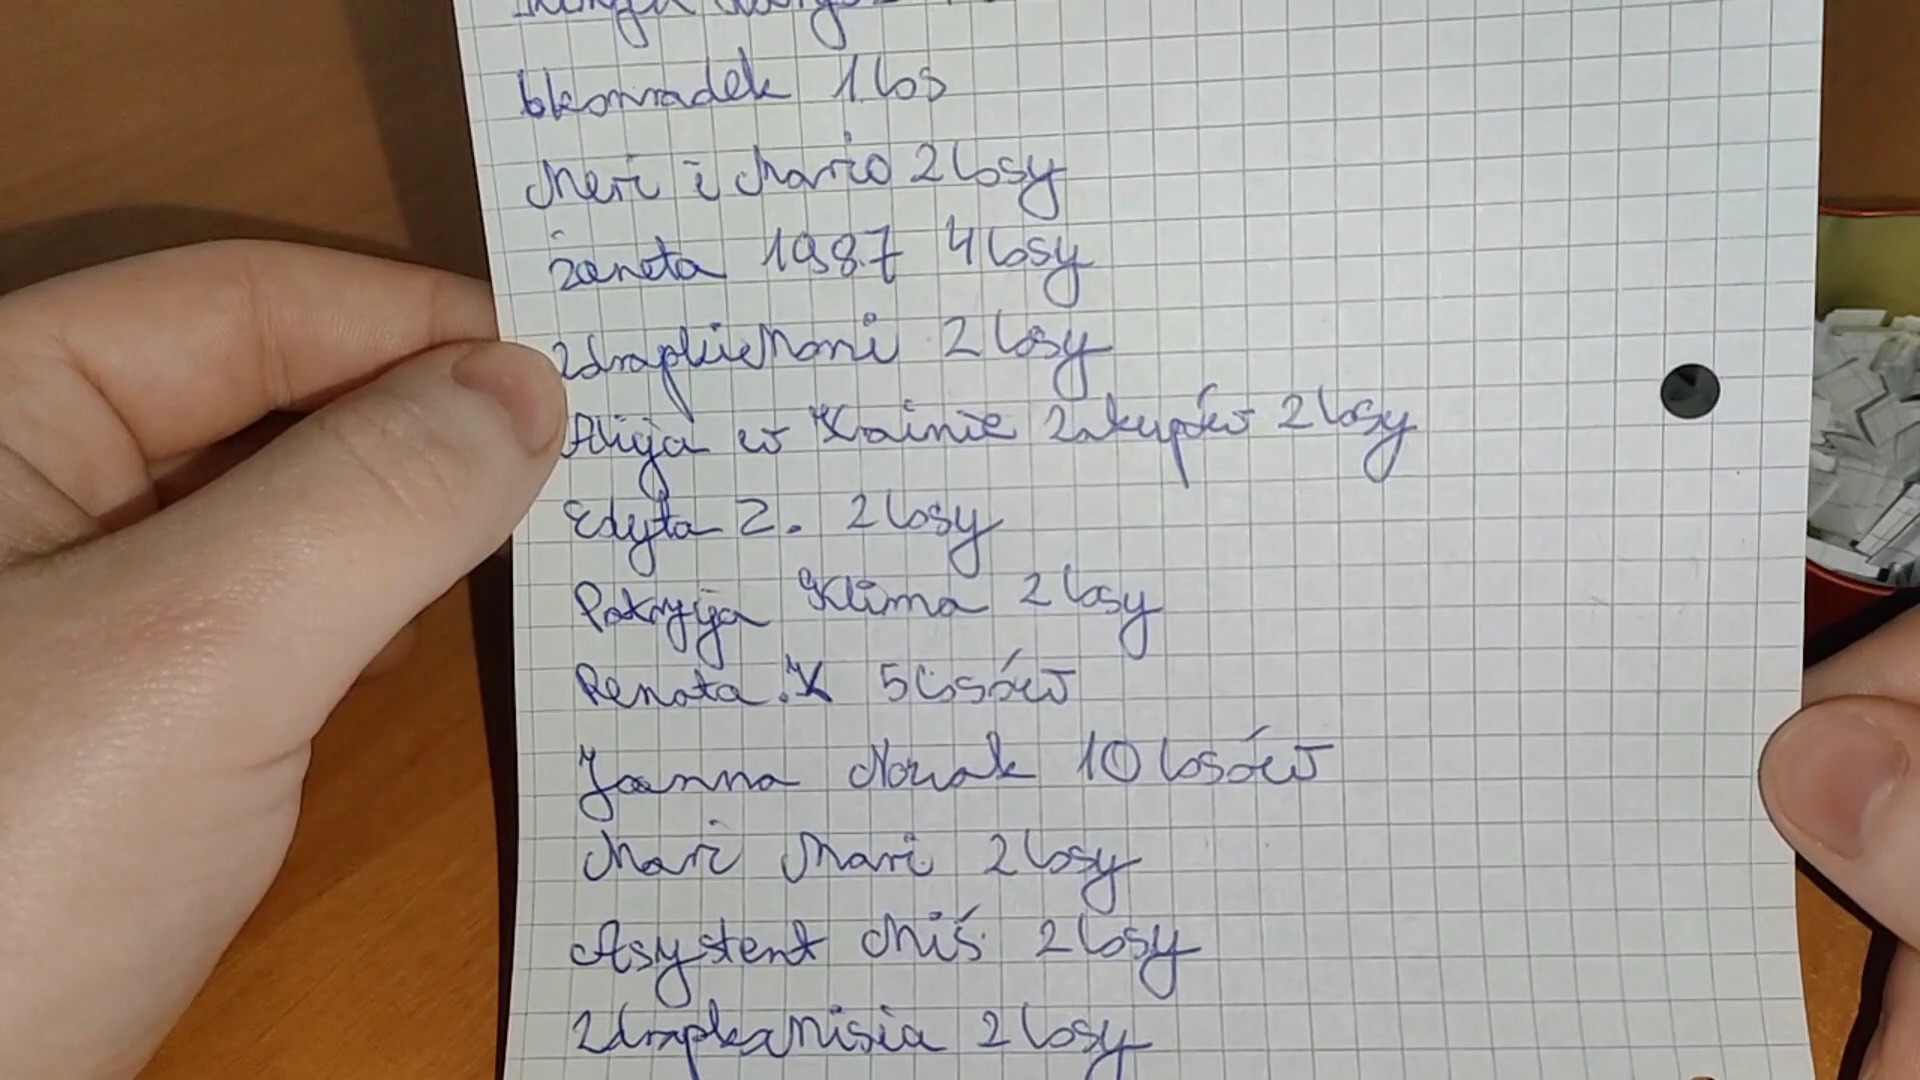 bkonradek 1 los
Meri i Mario 2 losy
żaneta 1987 4 losy
ZdrapkieMoni 2 losy
Alicja w Krainie Zakupów 2 losy
Edyta Z. 2 losy
Patrycja Klima 2 losy
Renata .K 5 losów
Joanna Nowak 10 losów
Mari Mari 2 losy
Asystent Miś 2 losy
ZdrapkaMisia 2 losy